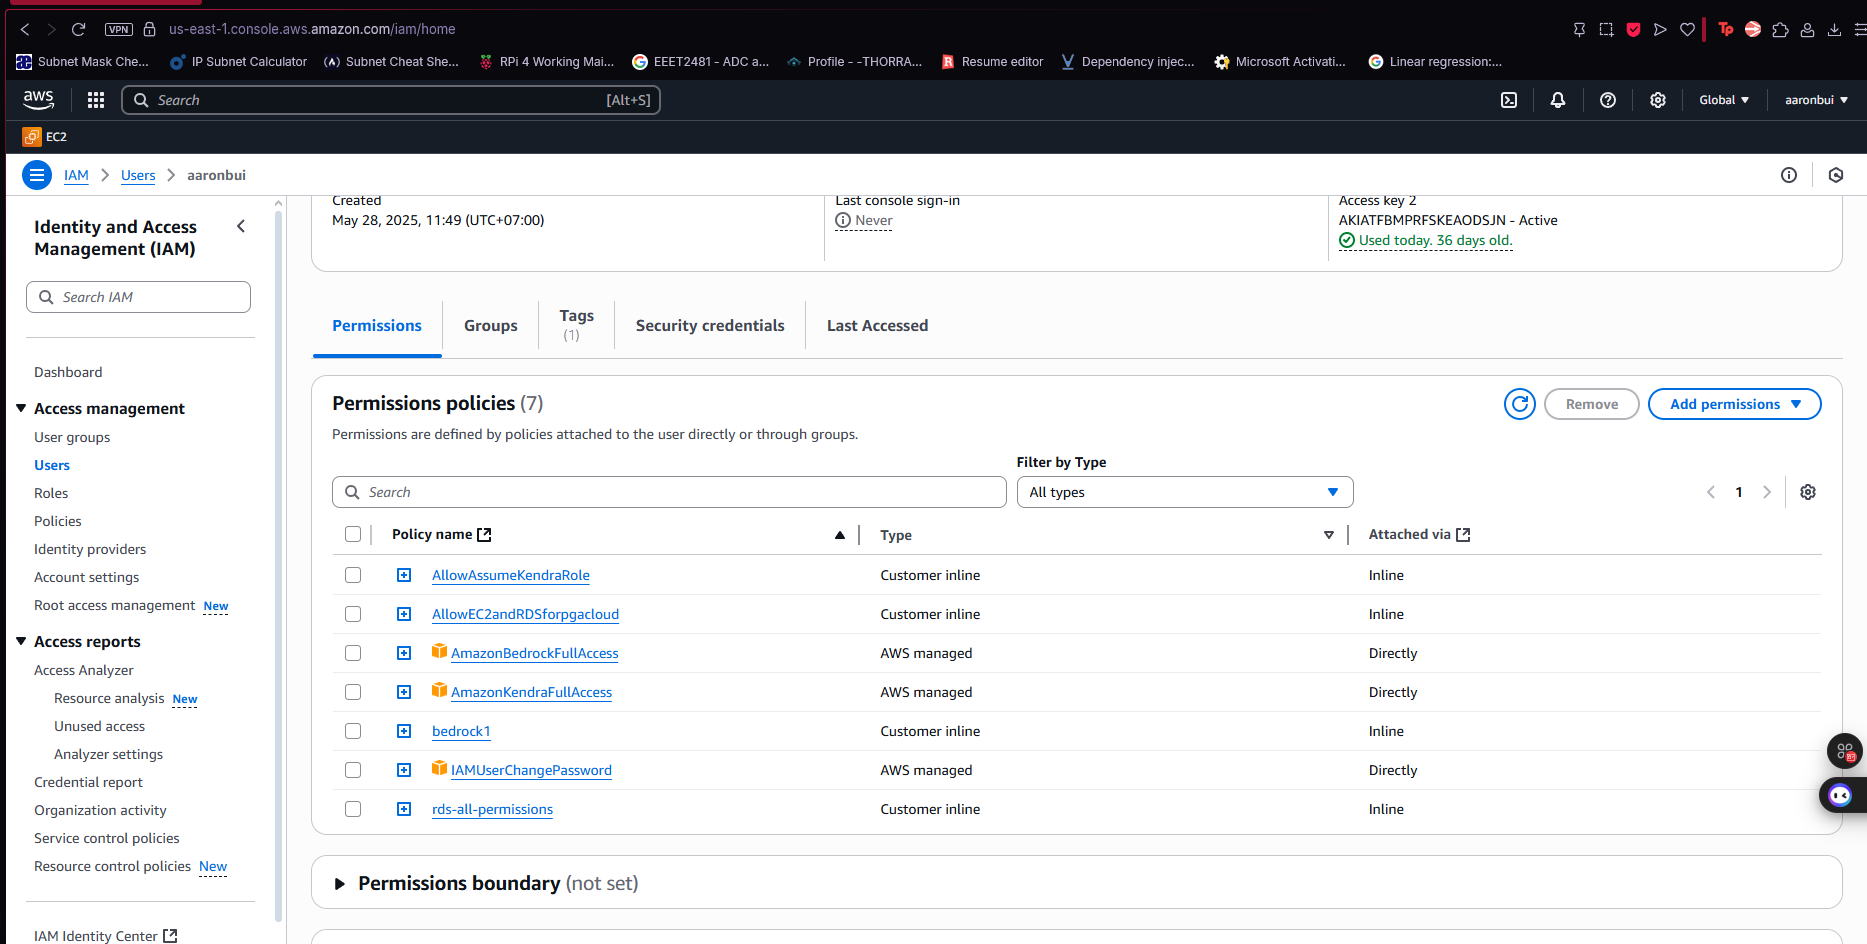 VPN us-east-1.console.aws.amazon.com/iam/home Tp
Subnet Mask Che... IP Subnet Calculator Subnet Cheat She... RPi 4 Working Mai... EEET2481 - ADC a... Profile - -THORRA... Resume editor Dependency injec... Microsoft Activati... Linear regression:...
aws Search [Alt+S] Global aaronbui
EC2
IAM Users aaronbui
Identity and Access
Management (IAM)
Search IAM
Dashboard
Access management
User groups
Users
Roles
Policies
Identity providers
Account settings
Root access management New
Access reports
Access Analyzer
Resource analysis New
Unused access
Analyzer settings
Credential report
Organization activity
Service control policies
Resource control policies New
IAM Identity Center
Created
May 28, 2025, 11:49 (UTC+07:00)
Last console sign-in
Never
Access key 2
AKIATFBMPRFSKEAODSJN - Active
Used today. 36 days old.
Permissions Groups Tags (1) Security credentials Last Accessed
Permissions policies (7)
Remove Add permissions
Permissions are defined by policies attached to the user directly or through groups.
Filter by Type
Search All types 1
Policy name Type Attached via
AllowAssumeKendraRole Customer inline Inline
AllowEC2andRDSforpgacloud Customer inline Inline
AmazonBedrockFullAccess AWS managed Directly
AmazonKendraFullAccess AWS managed Directly
bedrock1 Customer inline Inline
IAMUserChangePassword AWS managed Directly
rds-all-permissions Customer inline Inline
Permissions boundary (not set)